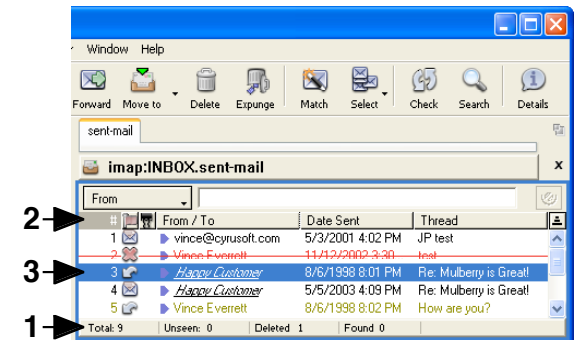 Window Help
Forward Move to Delete Expunge Match Select Check Search Details
sent-mail
imap:INBOX.sent-mail x
From
2 # From / To Date Sent Thread
1 vince@cyrusoft.com 5/3/2001 4:02 PM JP test
2 Vince Everrett 11/12/2002 3:30 test
3 3 Happy Customer 8/6/1998 8:01 PM Re: Mulberry is Great!
4 Happy Customer 5/5/2003 4:09 PM Re: Mulberry is Great!
5 Vince Everrett 8/6/1998 8:02 PM How are you?
1 Total: 9 Unseen: 0 Deleted 1 Found 0